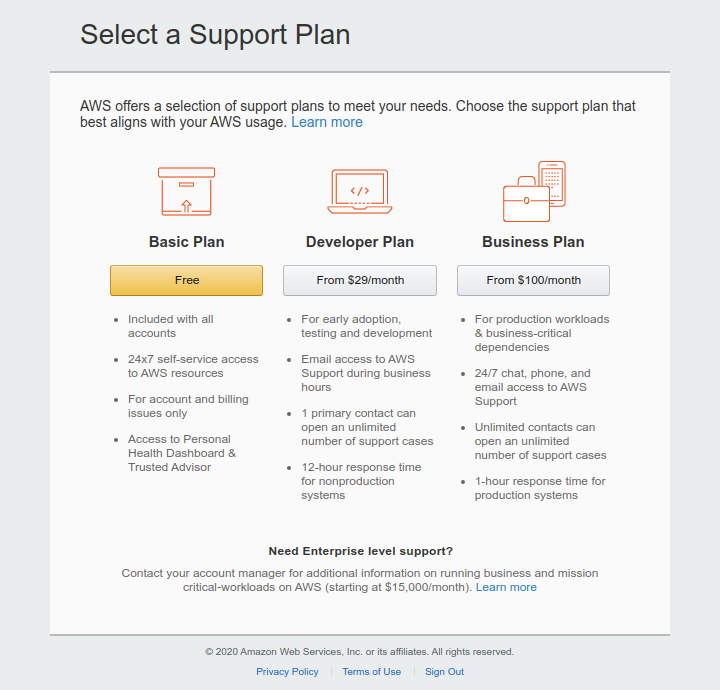 Select a Support Plan
AWS offers a selection of support plans to meet your needs. Choose the support plan that
best aligns with your AWS usage. Learn more
</>
Basic Plan
Free
Included with all
accounts
24x7 self-service access
to AWS resources
For account and billing
issues only
Access to Personal
Health Dashboard &
Trusted Advisor
Developer Plan
From $29/month
For early adoption,
testing and development
Email access to AWS
Support during business
hours
1 primary contact can
open an unlimited
number of support cases
12-hour response time
for nonproduction
systems
Business Plan
From $100/month
For production workloads
& business-critical
dependencies
24/7 chat, phone, and
email access to AWS
Support
Unlimited contacts can
open an unlimited
number of support cases
1-hour response time for
production systems
Need Enterprise level support?
Contact your account manager for additional information on running business and mission
critical-workloads on AWS (starting at $15,000/month). Learn more
© 2020 Amazon Web Services, Inc. or its affiliates. All rights reserved.
Privacy Policy Terms of Use Sign Out